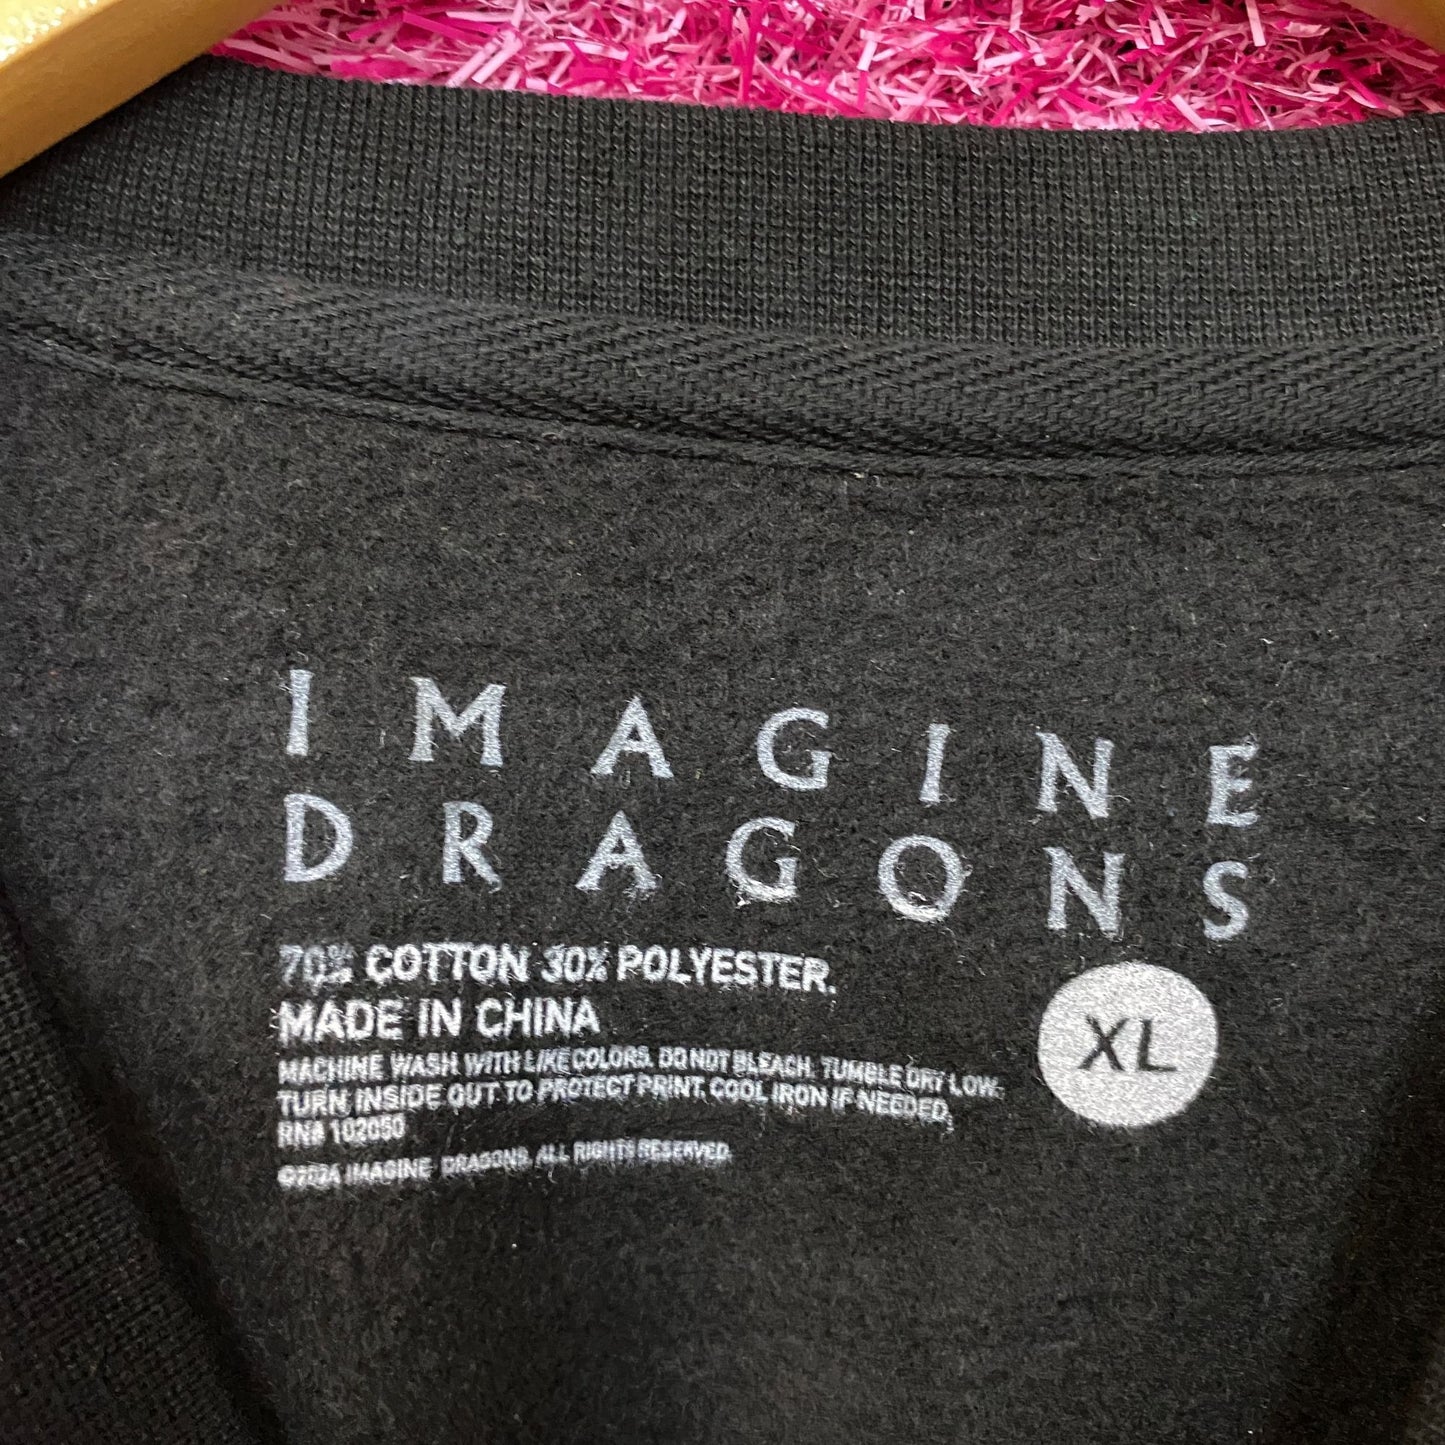 IMAGINE
DRAGONS
70% COTTON 30% POLYESTER.
MADE IN CHINA
MACHINE WASH WITH LIKE COLORS. DO NOT BLEACH. TUMBLE DRY LOW.
TURN INSIDE OUT TO PROTECT PRINT. COOL IRON IF NEEDED.
RN# 102050
©2024 IMAGINE DRAGONS. ALL RIGHTS RESERVED.
XL